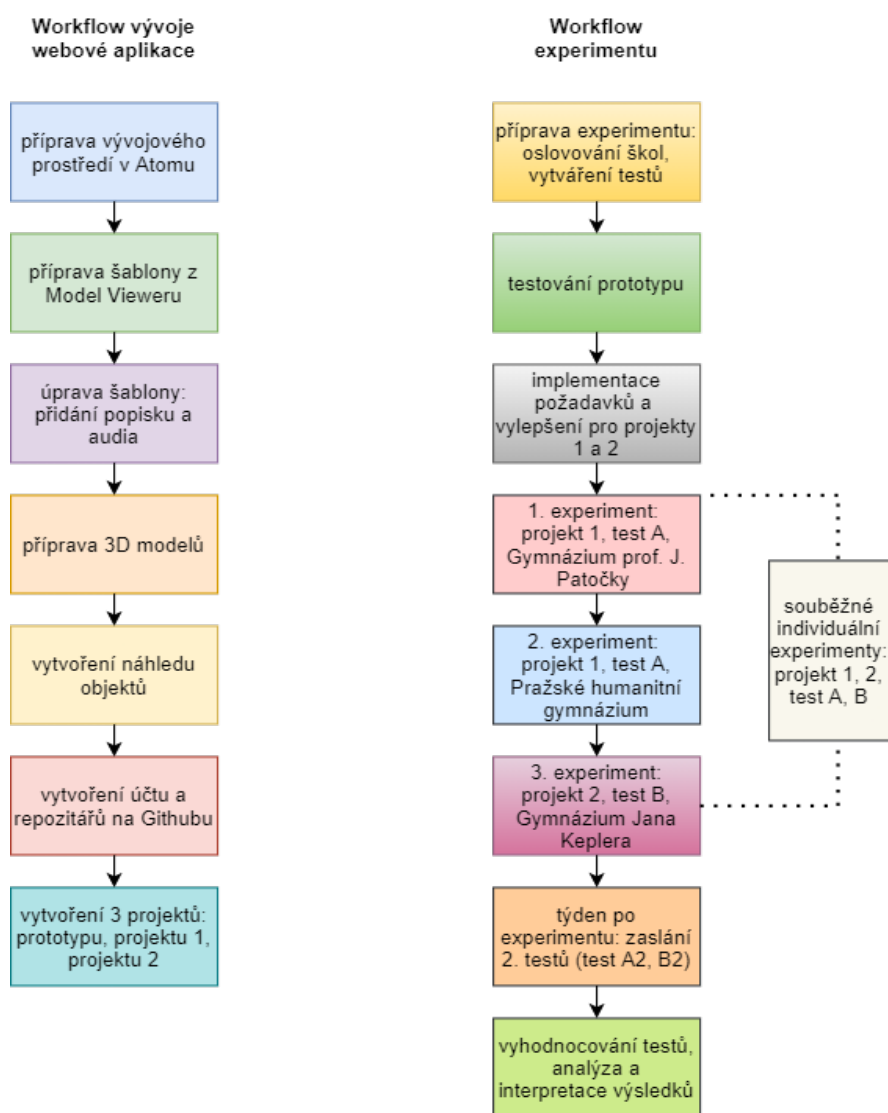 Workflow vývoje
webové aplikace
příprava vývojového
prostředí v Atomu
příprava šablony z
Model Vieweru
úprava šablony:
přidání popisku a
audia
příprava 3D modelů
vytvoření náhledu
objektů
vytvoření účtu a
repozitářů na Githubu
vytvoření 3 projektů:
prototypu, projektu 1,
projektu 2
Workflow
experimentu
příprava experimentu:
oslovování škol,
vytváření testů
testování prototypu
implementace
požadavků a
vylepšení pro projekty
1 a 2
1. experiment:
projekt 1, test A,
Gymnázium prof. J.
Patočky
2. experiment:
projekt 1, test A,
Pražské humanitní
gymnázium
3. experiment:
projekt 2, test B,
Gymnázium Jana
Keplera
týden po
experimentu: zaslání
2. testů (test A2, B2)
vyhodnocování testů,
analýza a
interpretace výsledků
souběžné
individuální
experimenty:
projekt 1, 2,
test A, B